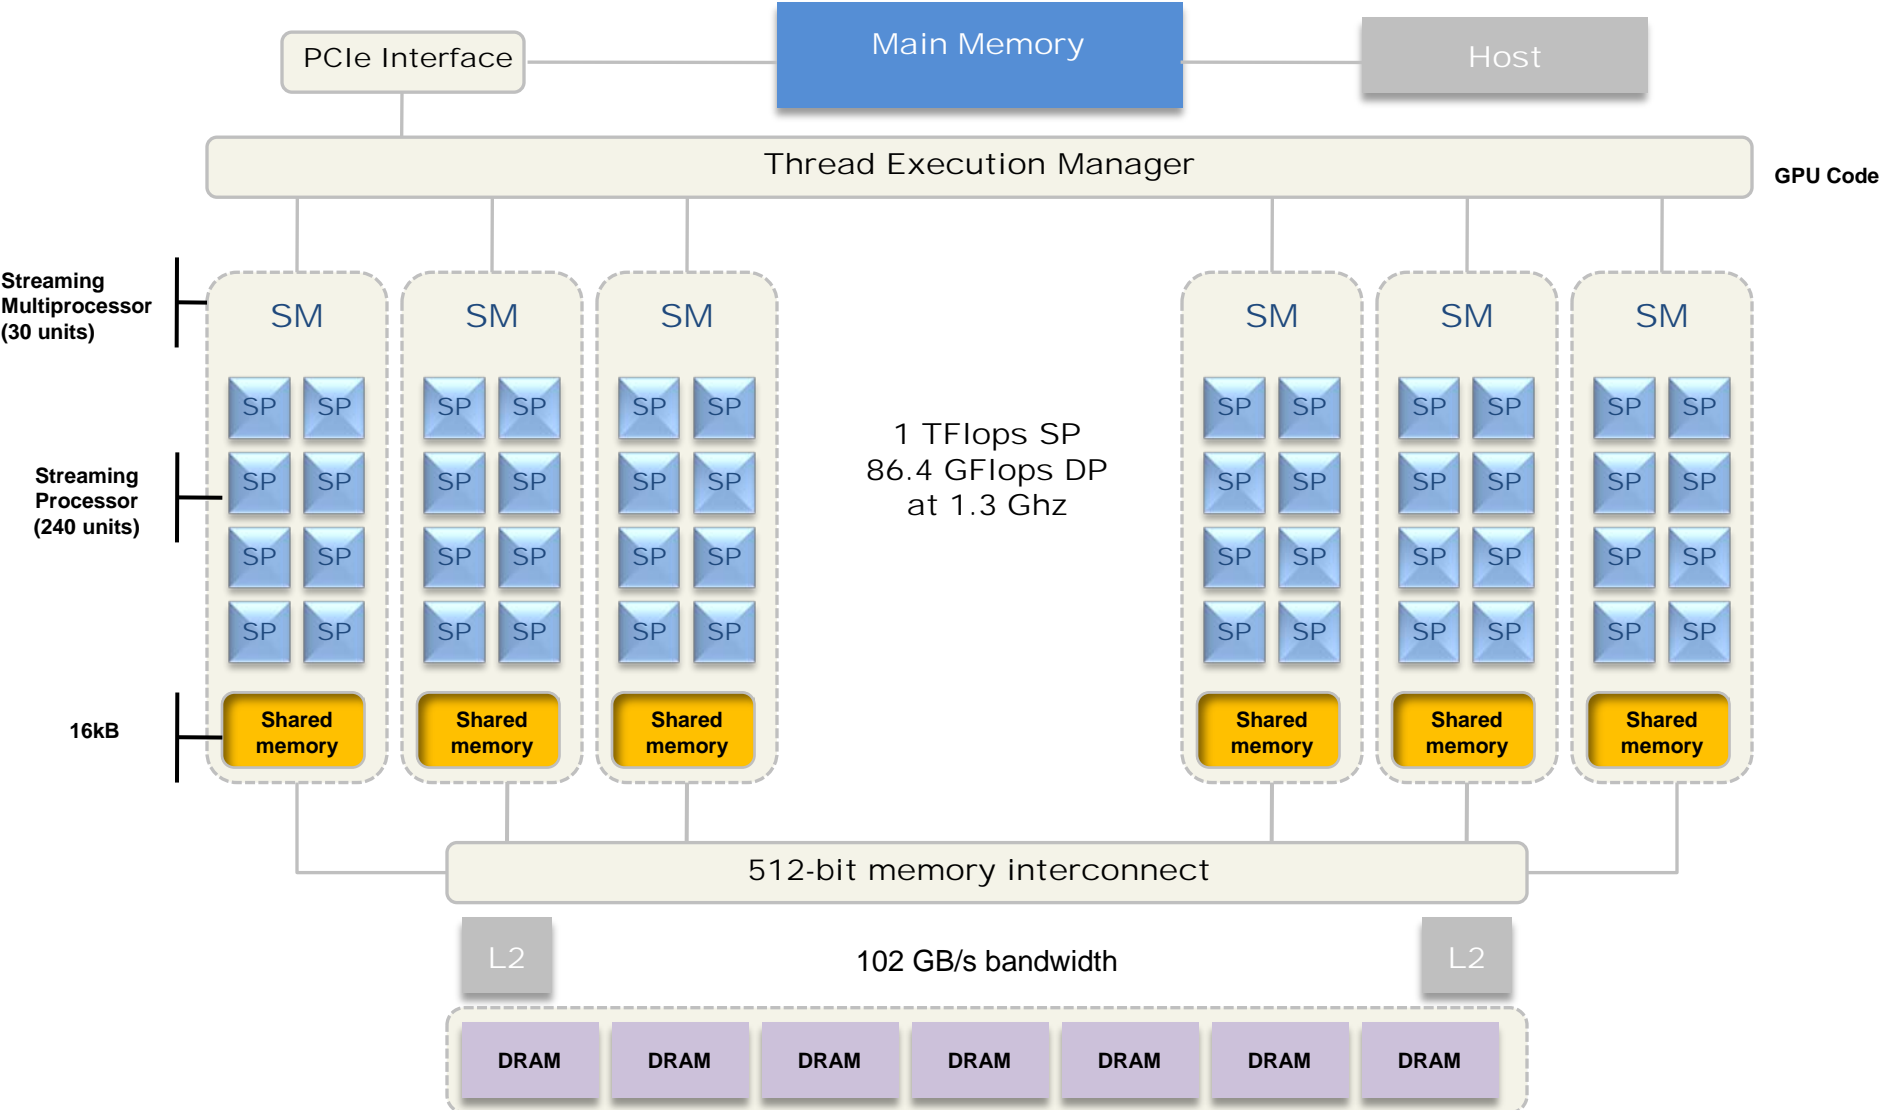 PCIe Interface
Main Memory
Host
Thread Execution Manager
GPU Code
Streaming
Multiprocessor
(30 units)
SM SM SM SM SM SM
SP SP SP SP SP SP SP SP SP SP SP SP
Streaming
Processor
(240 units)
SP SP SP SP SP SP SP SP SP SP SP SP
SP SP SP SP SP SP SP SP SP SP SP SP
SP SP SP SP SP SP SP SP SP SP SP SP
1 TFlops SP
86.4 GFlops DP
at 1.3 Ghz
16kB
Shared
memory
Shared
memory
Shared
memory
Shared
memory
Shared
memory
Shared
memory
512-bit memory interconnect
L2
102 GB/s bandwidth
L2
DRAM DRAM DRAM DRAM DRAM DRAM DRAM